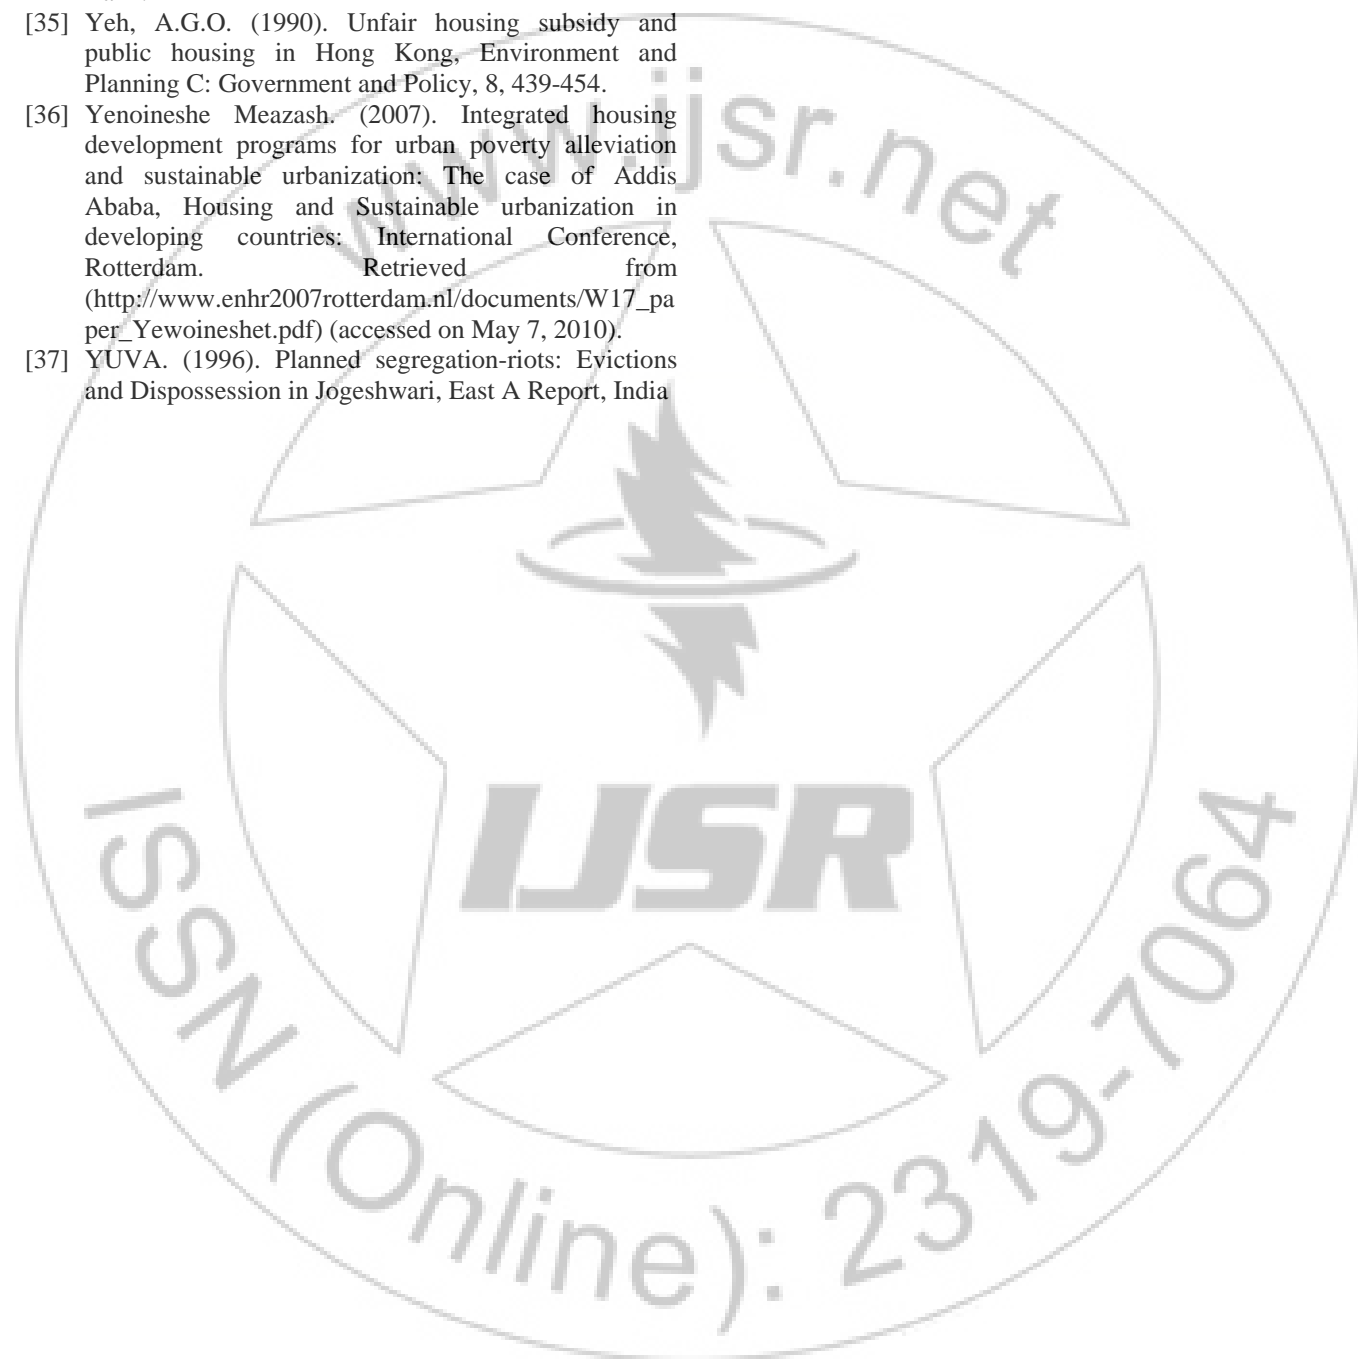 [35] Yeh, A.G.O. (1990). Unfair housing subsidy and
public housing in Hong Kong, Environment and
Planning C: Government and Policy, 8, 439-454.
[36] Yenoineshe Meazash. (2007). Integrated housing
development programs for urban poverty alleviation
and sustainable urbanization: The case of Addis
Ababa, Housing and Sustainable urbanization in
developing countries: International Conference,
Rotterdam. Retrieved from
(http://www.enhr2007rotterdam.nl/documents/W17_pa
per_Yewoineshet.pdf) (accessed on May 7, 2010).
[37] YUVA. (1996). Planned segregation-riots: Evictions
and Dispossession in Jogeshwari, East A Report, India
www.ijsr.net
IJSR
ISSN (Online): 2319-7064